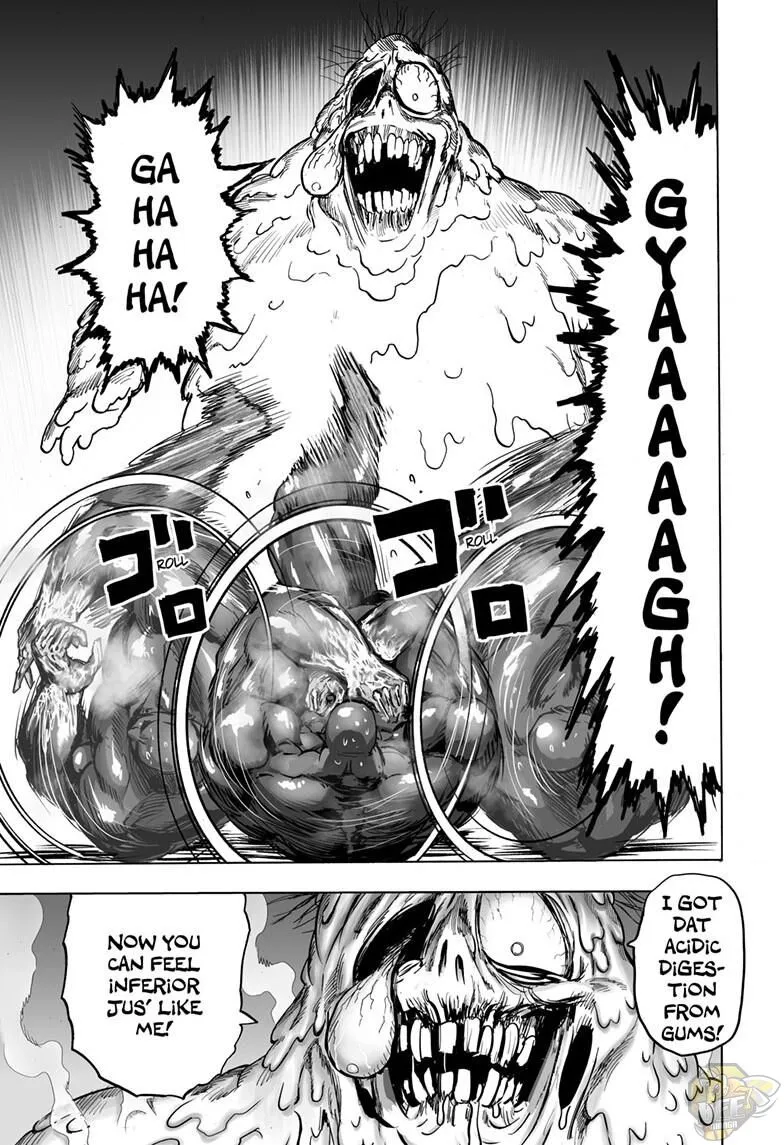 G
Y
A
A
A
A
A
G
H
!
GA
HA
HA
HA!
ゴロ
ROLL
ゴロ
ROLL
I GOT
DAT
ACIDIC
DIGES-
TION
FROM
GUMS!
NOW YOU
CAN FEEL
INFERIOR
JUS' LIKE
ME!